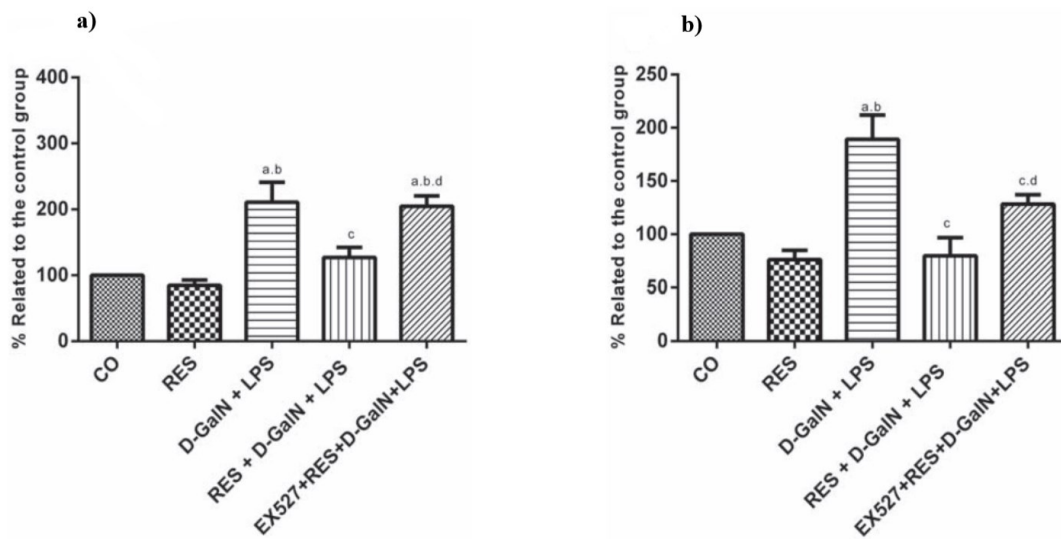 a)
% Related to the control group
400
300
200
100
0
a.b
c
a.b.d
CO
RES
D-GalN + LPS
RES + D-GalN + LPS
EX527+RES+D-GalN+LPS
b)
% Related to the control group
250
200
150
100
50
0
a.b
c
c.d
CO
RES
D-GalN + LPS
RES + D-GalN + LPS
EX527+RES+D-GalN+LPS